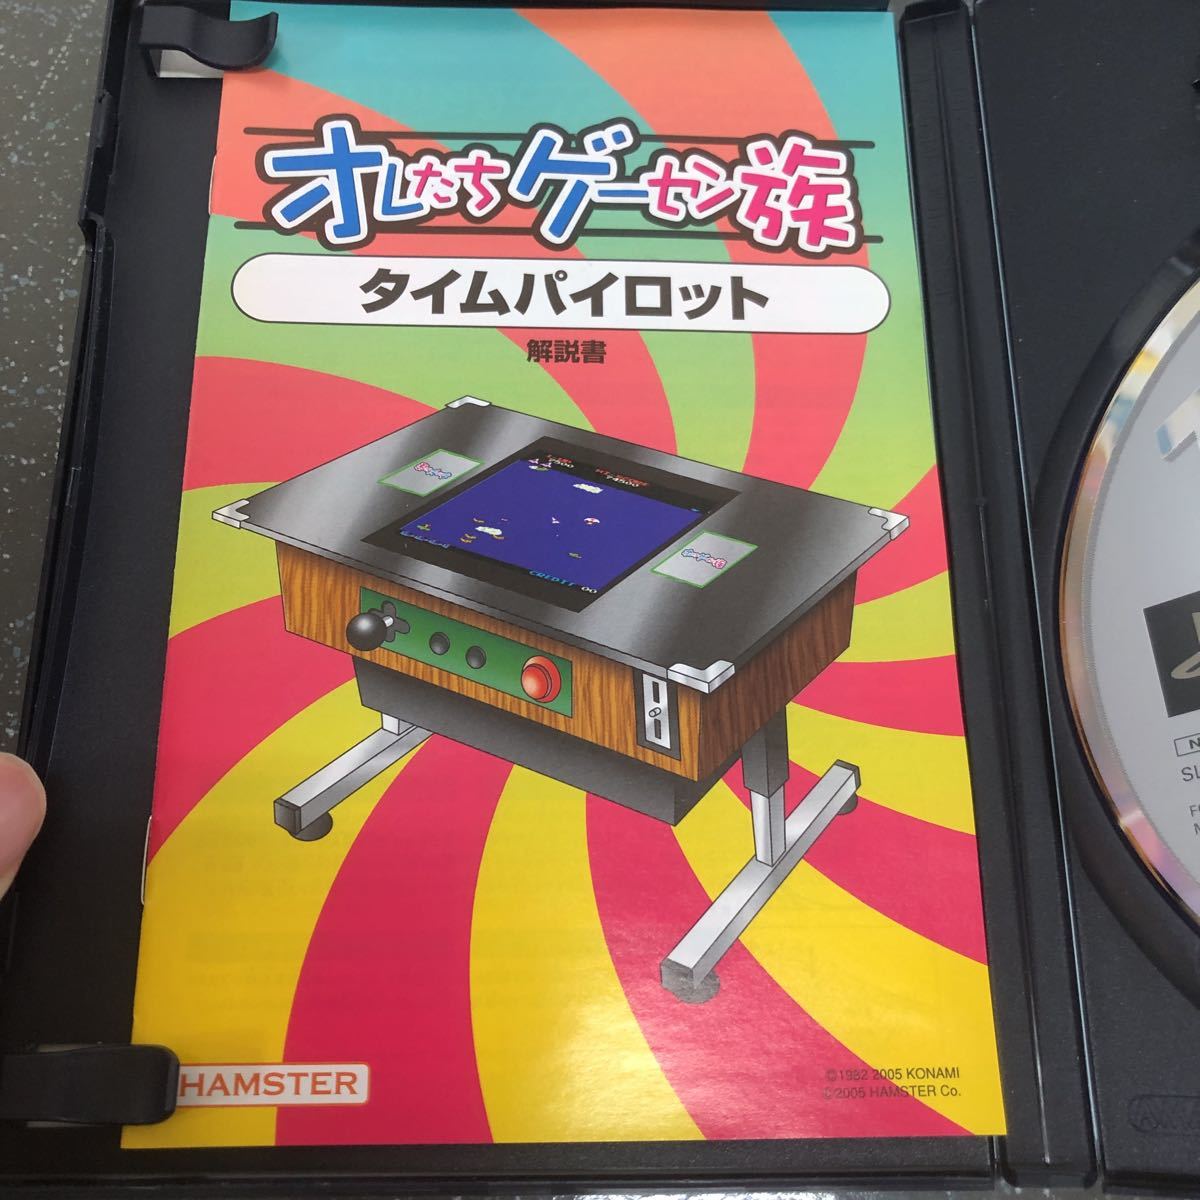 オレたちゲーセン族
タイムパイロット
解説書
74500
CREDIT 00
HAMSTER
©1982 2005 KONAMI
©2005 HAMSTER Co.